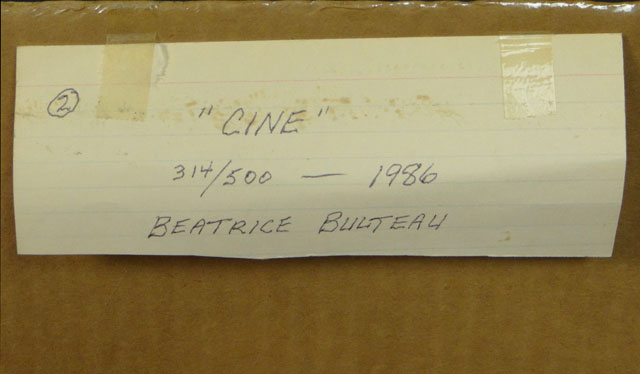 ②
"CINE"
314/500 — 1986
BEATRICE BULTEAU